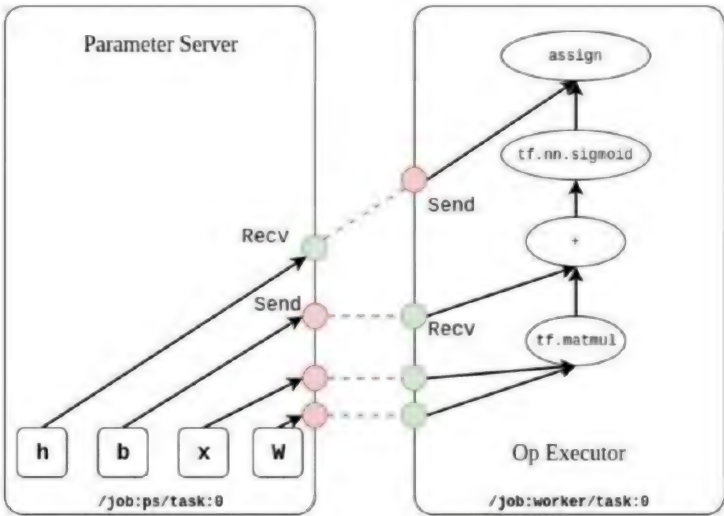 Parameter Server
assign
tf.nn.sigmoid
Send
Recv
+
Send
Recv
tf.matmul
h
b
x
W
Op Executor
/job:ps/task:0
/job:worker/task:0